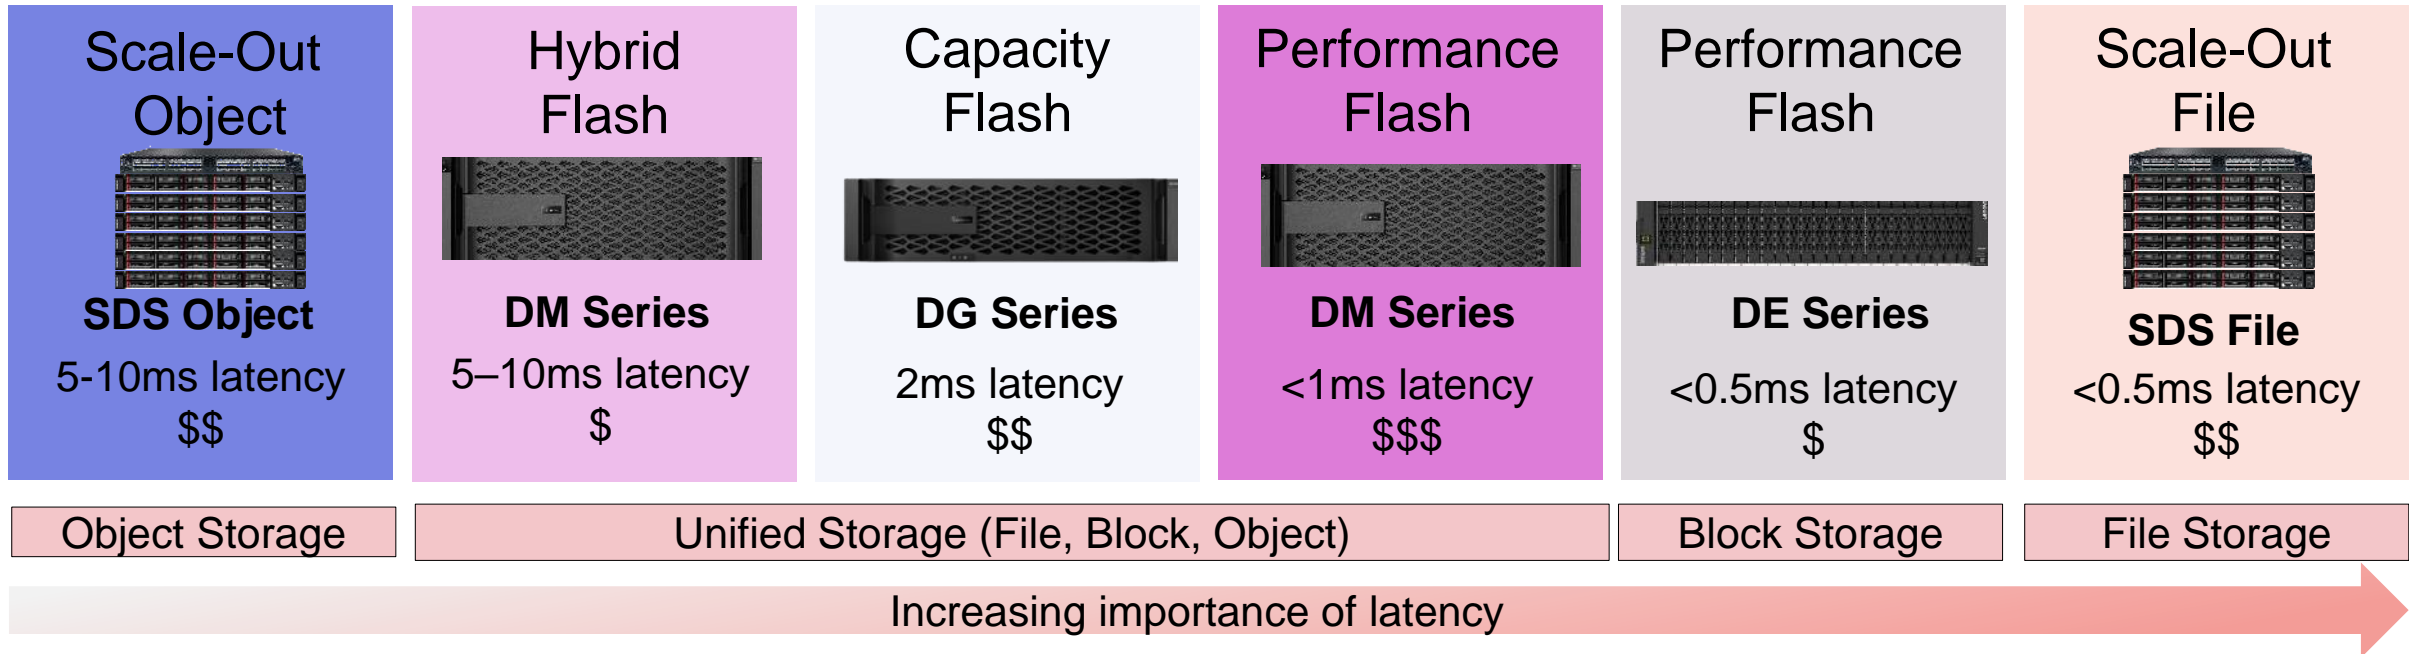 Scale-Out
Object
SDS Object
5-10ms latency
$$
Hybrid
Flash
DM Series
5–10ms latency
$
Capacity
Flash
DG Series
2ms latency
$$
Performance
Flash
DM Series
<1ms latency
$$$
Performance
Flash
DE Series
<0.5ms latency
$
Scale-Out
File
SDS File
<0.5ms latency
$$
Object Storage
Unified Storage (File, Block, Object)
Block Storage
File Storage
Increasing importance of latency